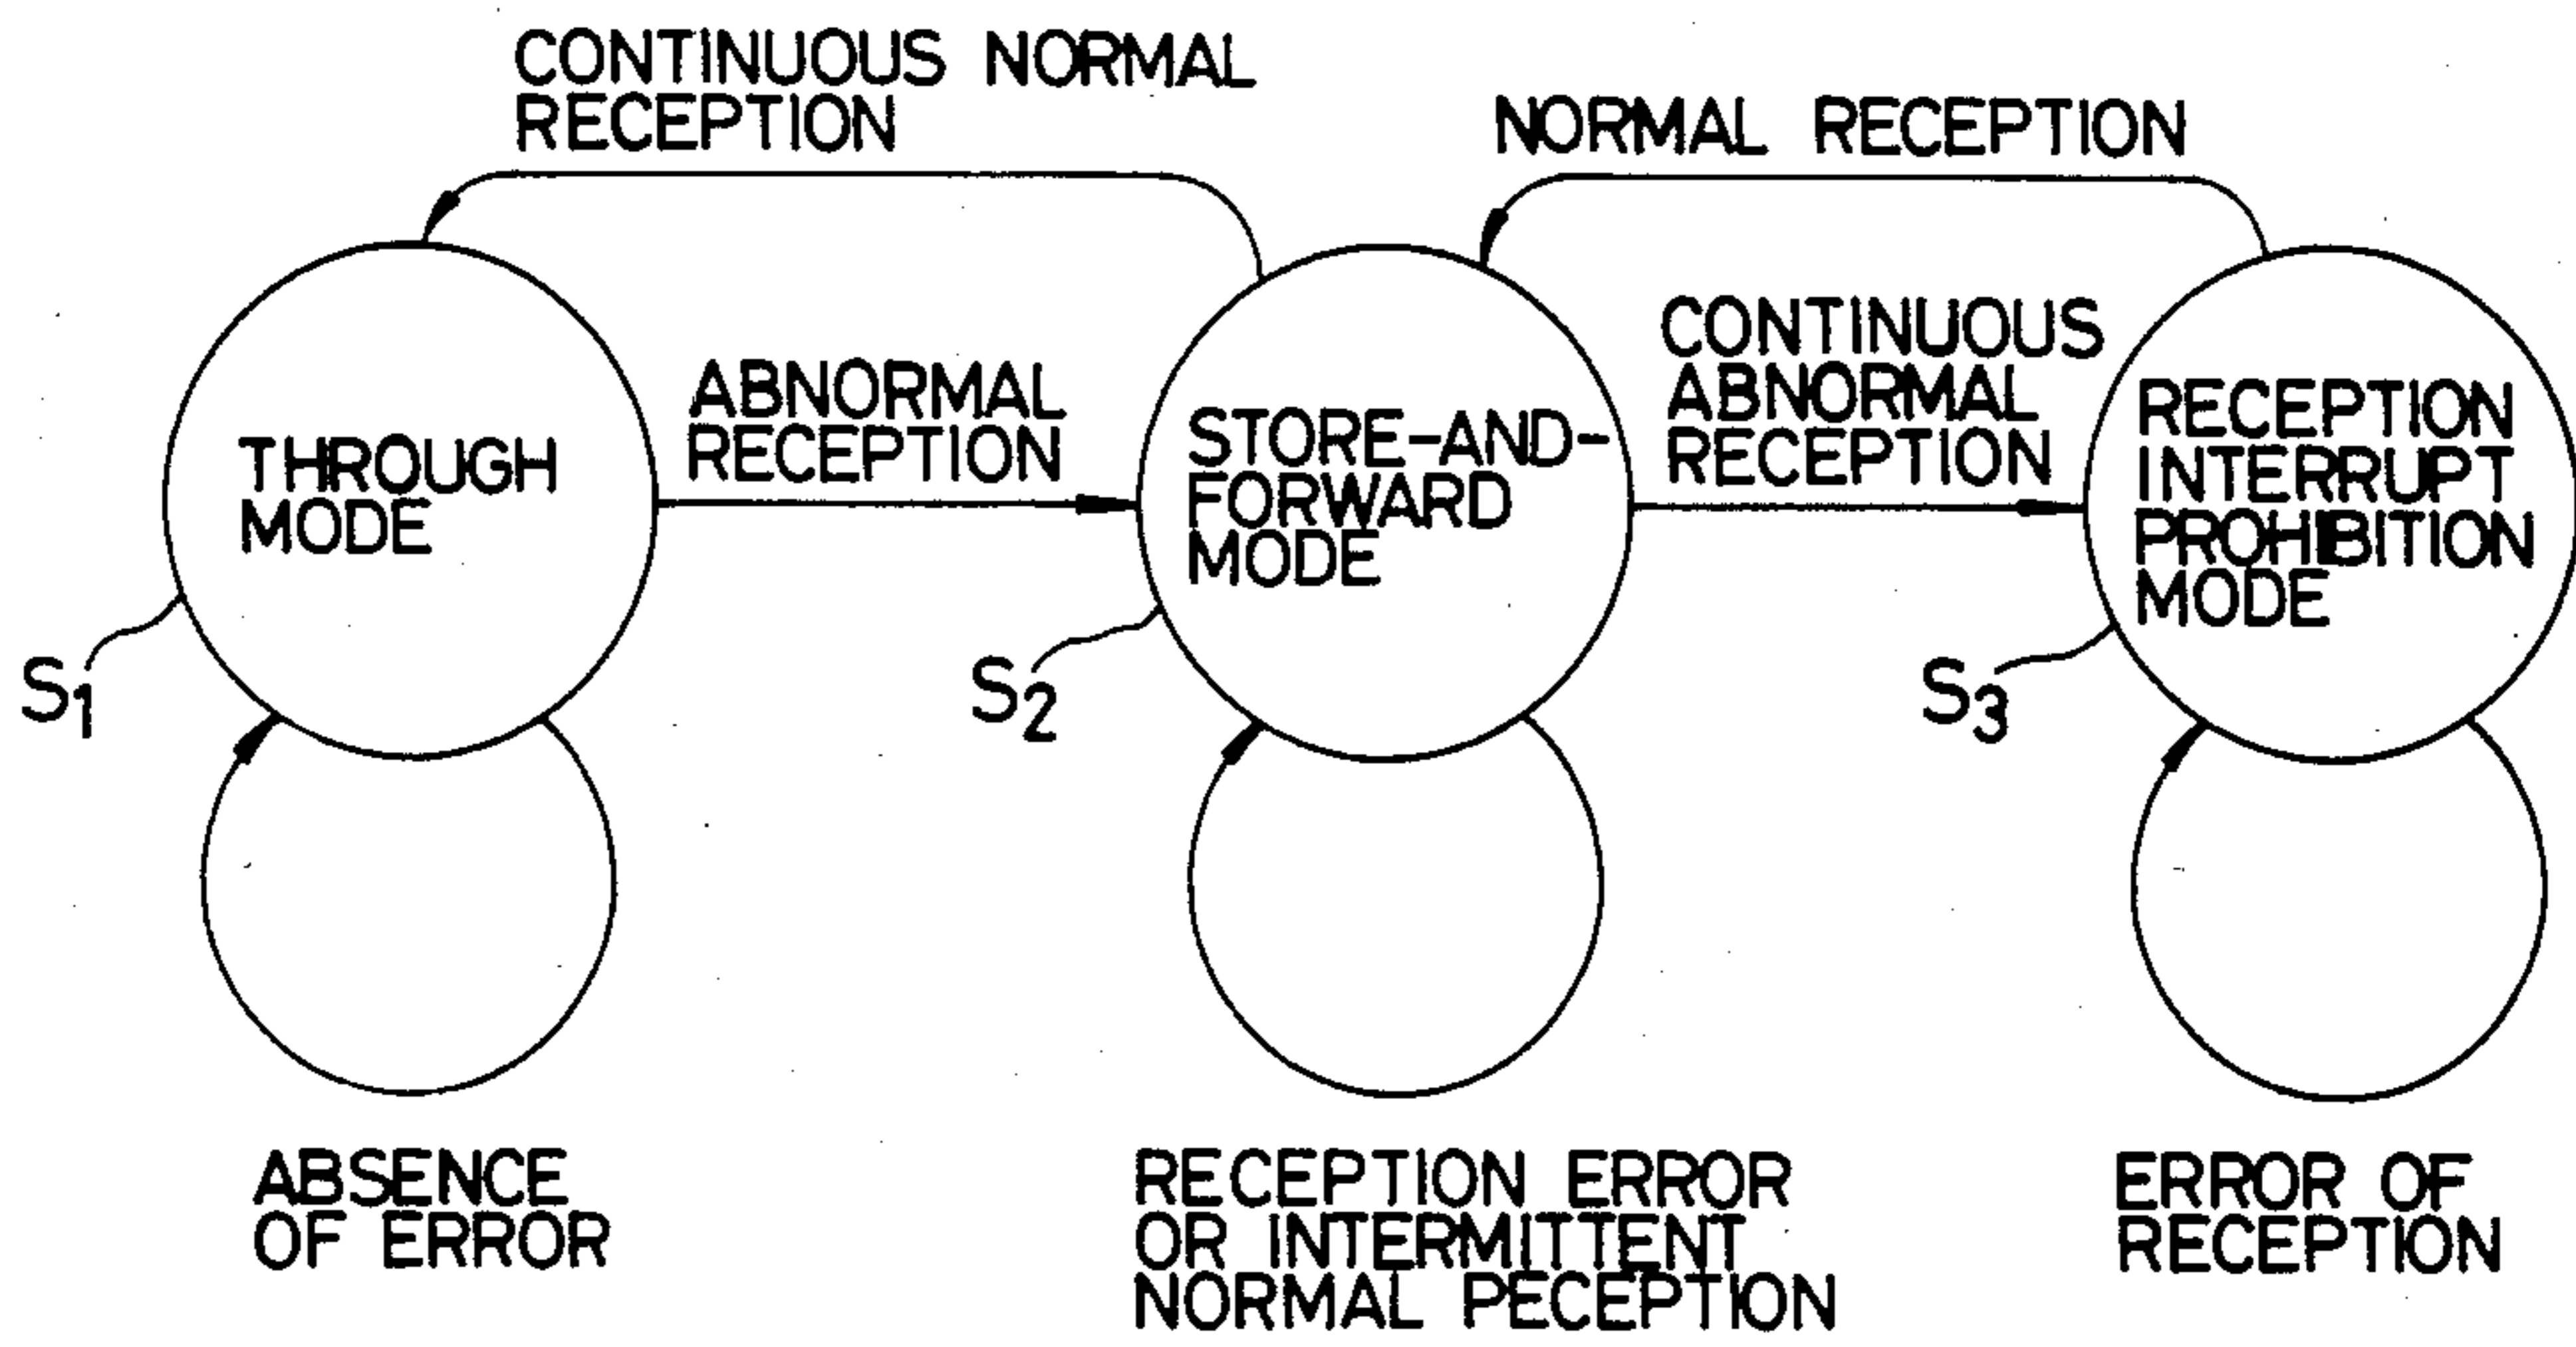 CONTINUOUS NORMAL
RECEPTION
NORMAL RECEPTION
ABNORMAL
RECEPTION
CONTINUOUS
ABNORMAL
RECEPTION
THROUGH
MODE
STORE-AND-
FORWARD
MODE
RECEPTION
INTERRUPT
PROHIBITION
MODE
S1
S2
S3
ABSENCE
OF ERROR
RECEPTION ERROR
OR INTERMITTENT
NORMAL PECEPTION
ERROR OF
RECEPTION